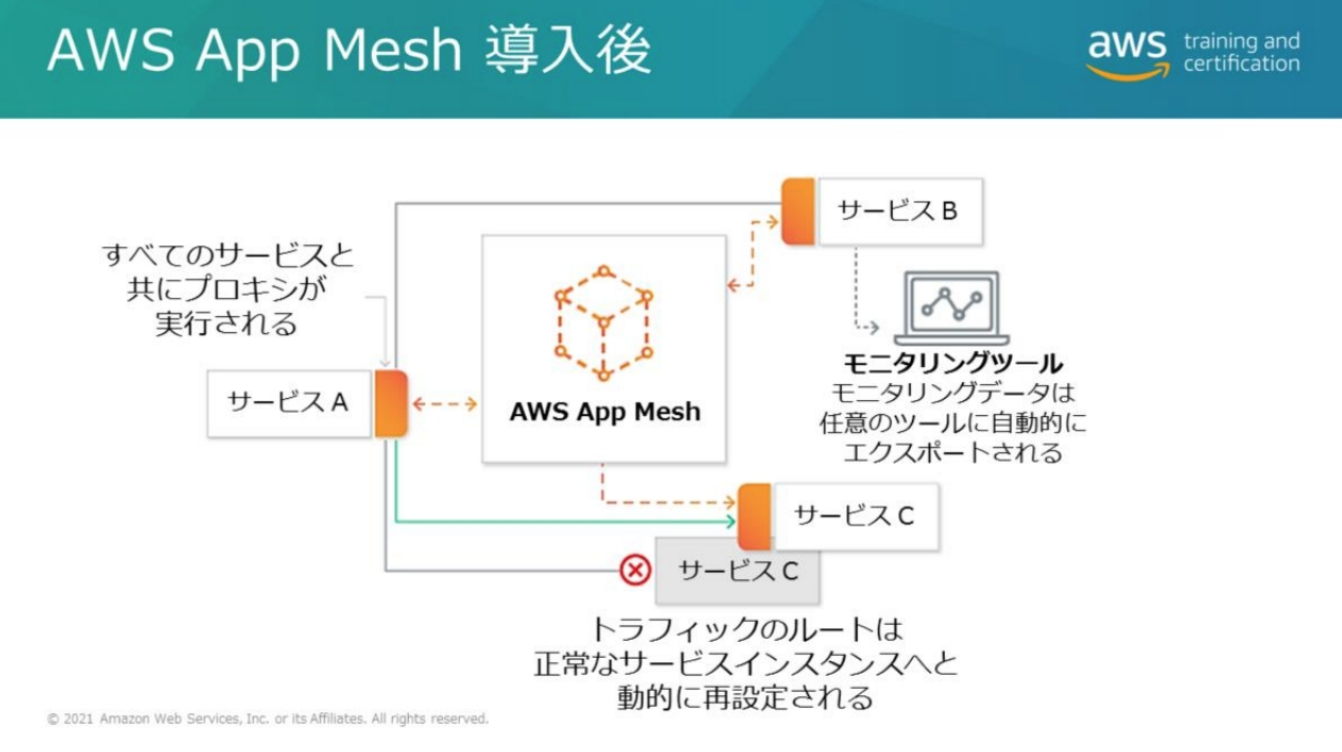 AWS App Mesh 導入後
aws training and
certification
すべてのサービスと
共にプロキシが
実行される
サービス A
AWS App Mesh
サービス B
モニタリングツール
モニタリングデータは
任意のツールに自動的に
エクスポートされる
サービス C
サービス C
トラフィックのルートは
正常なサービスインスタンスへと
動的に再設定される
© 2021 Amazon Web Services, Inc. or its Affiliates. All rights reserved.